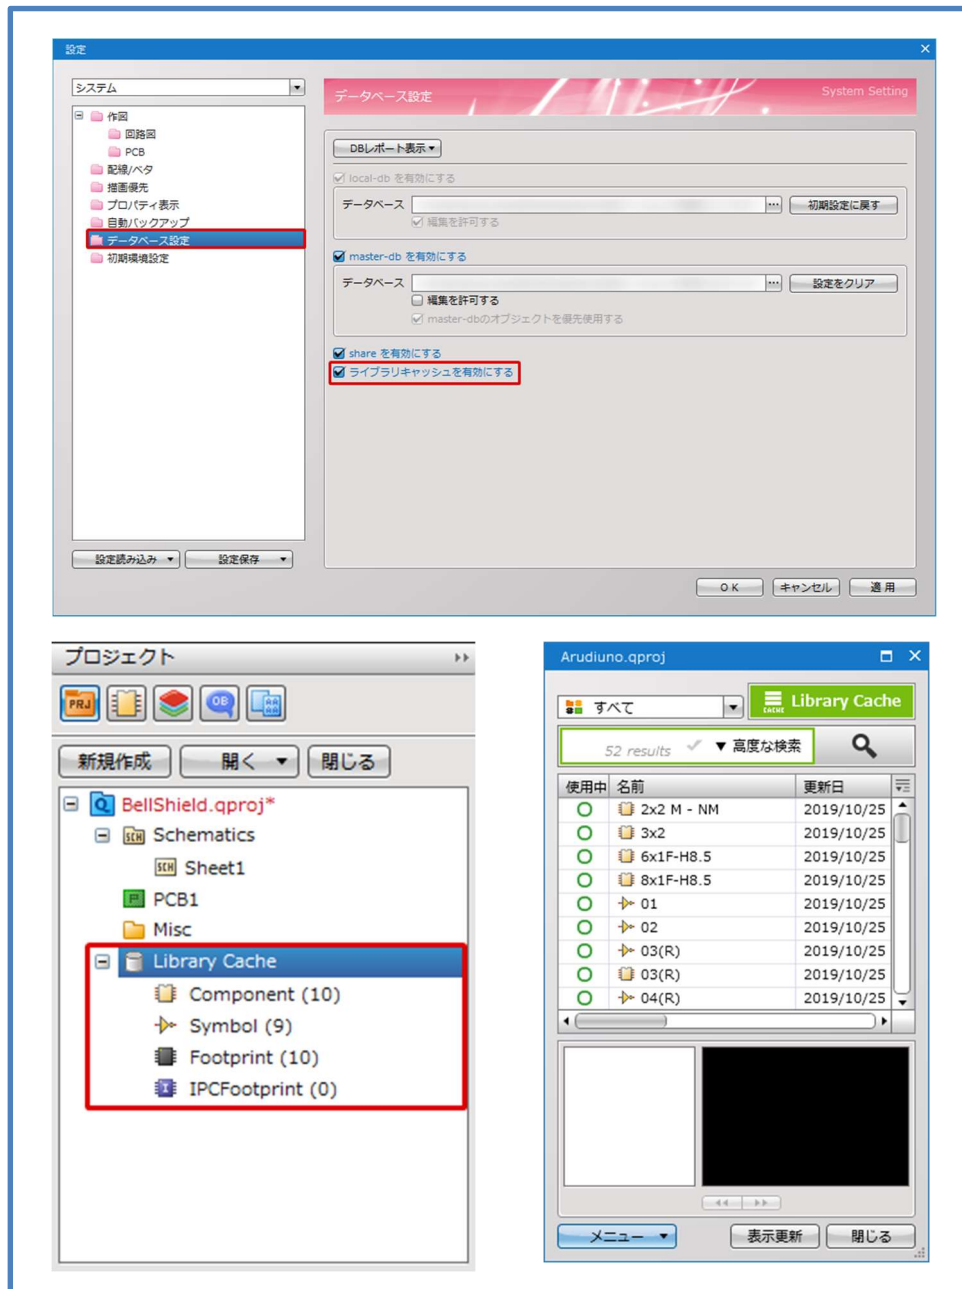 設定
システム
作図
回路図
PCB
配線/ベタ
描画優先
プロパティ表示
自動バックアップ
データベース設定
初期環境設定
設定読み込み
設定保存
データベース設定
System Setting
DBレポート表示
local-db を有効にする
データベース
... 初期設定に戻す
編集を許可する
master-db を有効にする
データベース
... 設定をクリア
編集を許可する
master-dbのオブジェクトを優先使用する
share を有効にする
ライブラリキャッシュを有効にする
OK キャンセル 適用
プロジェクト
PRJ OB
新規作成 開く 閉じる
BellShield.qproj*
SCH Schematics
SCH Sheet1
PCB1
Misc
Library Cache
Component (10)
Symbol (9)
Footprint (10)
IPCFootprint (0)
Arudiuno.qproj
すべて CACHE Library Cache
52 results ▼ 高度な検索
使用中 名前 更新日
2x2 M - NM 2019/10/25
3x2 2019/10/25
6x1F-H8.5 2019/10/25
8x1F-H8.5 2019/10/25
01 2019/10/25
02 2019/10/25
03(R) 2019/10/25
03(R) 2019/10/25
04(R) 2019/10/25
メニュー 表示更新 閉じる